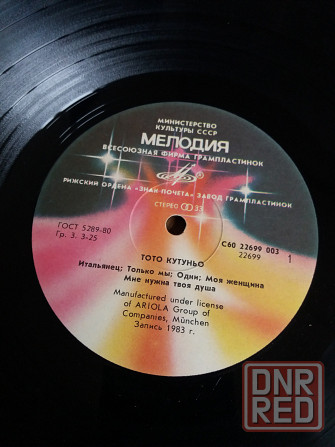 МИНИСТЕРСТВО
КУЛЬТУРЫ СССР
МЕЛОДИЯ
ВСЕСОЮЗНАЯ ФИРМА ГРАМПЛАСТИНОК
РИЖСКИЙ ОРДЕНА «ЗНАК ПОЧЕТА» ЗАВОД ГРАМПЛАСТИНОК
СТЕРЕО 33
ГОСТ 5289-80
Гр. 3. 3-25
С60 22699 003
22699 1
ТОТО КУТУНЬО
Итальянец; Только мы; Одни; Моя женщина
Мне нужна твоя душа
Manufactured under license
of ARIOLA Group of
Companies, München
Запись 1983 г.
DNR
RED